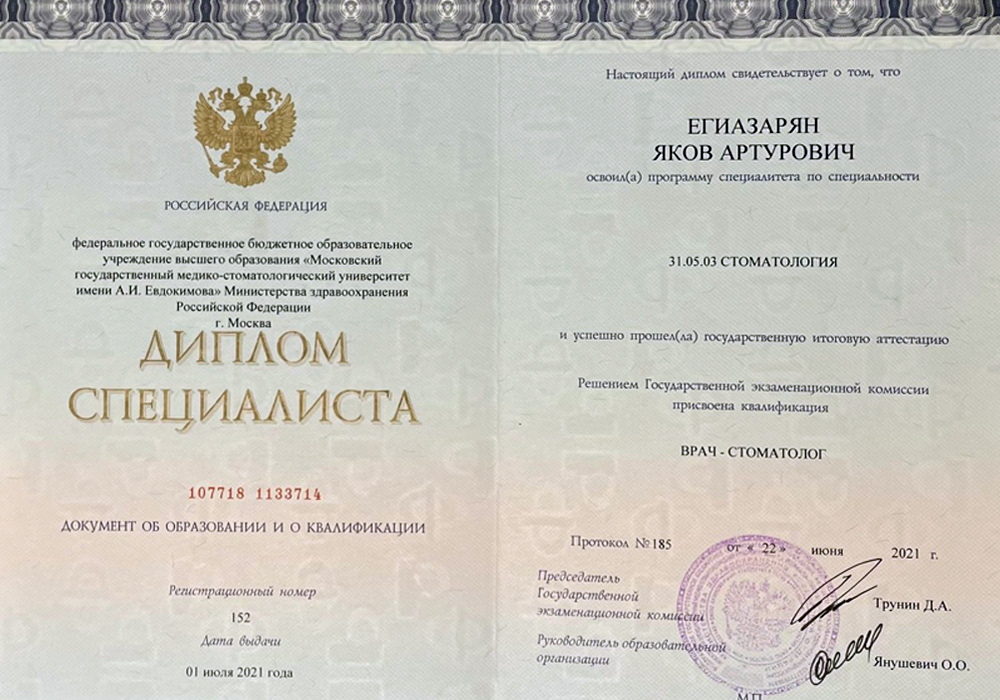 РОССИЙСКАЯ ФЕДЕРАЦИЯ
федеральное государственное бюджетное образовательное
учреждение высшего образования «Московский
государственный медико-стоматологический университет
имени А.И. Евдокимова» Министерства здравоохранения
Российской Федерации
г. Москва
ДИПЛОМ
СПЕЦИАЛИСТА
107718 1133714
ДОКУМЕНТ ОБ ОБРАЗОВАНИИ И О КВАЛИФИКАЦИИ
Регистрационный номер
152
Дата выдачи
01 июля 2021 года
Настоящий диплом свидетельствует о том, что
ЕГИАЗАРЯН
ЯКОВ АРТУРОВИЧ
освоил(а) программу специалитета по специальности
31.05.03 СТОМАТОЛОГИЯ
и успешно прошел(ла) государственную итоговую аттестацию
Решением Государственной экзаменационной комиссии
присвоена квалификация
ВРАЧ - СТОМАТОЛОГ
Протокол №185 от « 22 » июня 2021 г.
Председатель
Государственной
экзаменационной комиссии
Трунин Д.А.
Руководитель образовательной
организации
Янушевич О.О.
М.П.